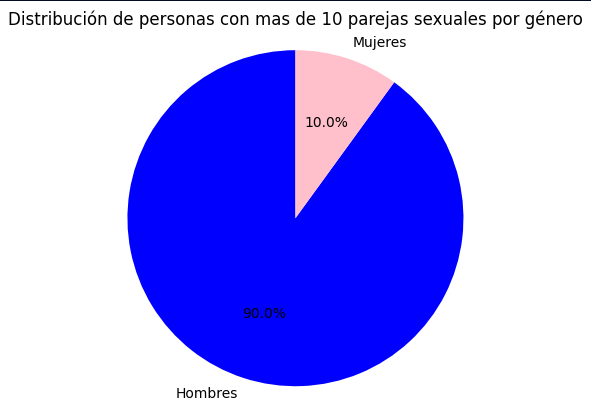 Distribución de personas con mas de 10 parejas sexuales por género
Mujeres
10.0%
90.0%
Hombres